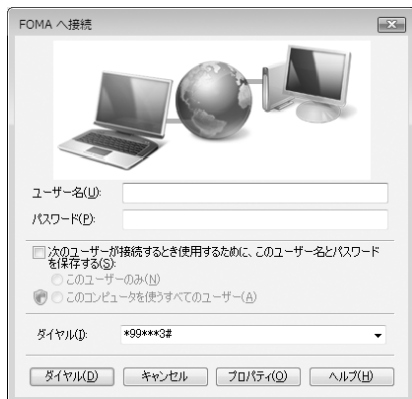 FOMA へ接続
ユーザー名(U):
パスワード(P):
次のユーザーが接続するとき使用するために、このユーザー名とパスワード
を保存する(S):
このユーザーのみ(N)
このコンピュータを使うすべてのユーザー(A)
ダイヤル(I): *99***3#
ダイヤル(D) キャンセル プロパティ(O) ヘルプ(H)